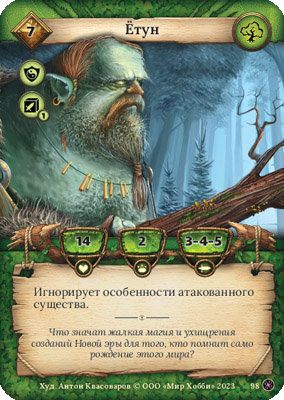 7
Ётун
1
14
2
3-4-5
Игнорирует особенности атакованного
существа.
Что значат жалкая магия и ухищрения
созданий Новой эры для того, кто помнит само
рождение этого мира?
Худ. Антон Квасоваров © ООО «Мир Хобби» 2023
98